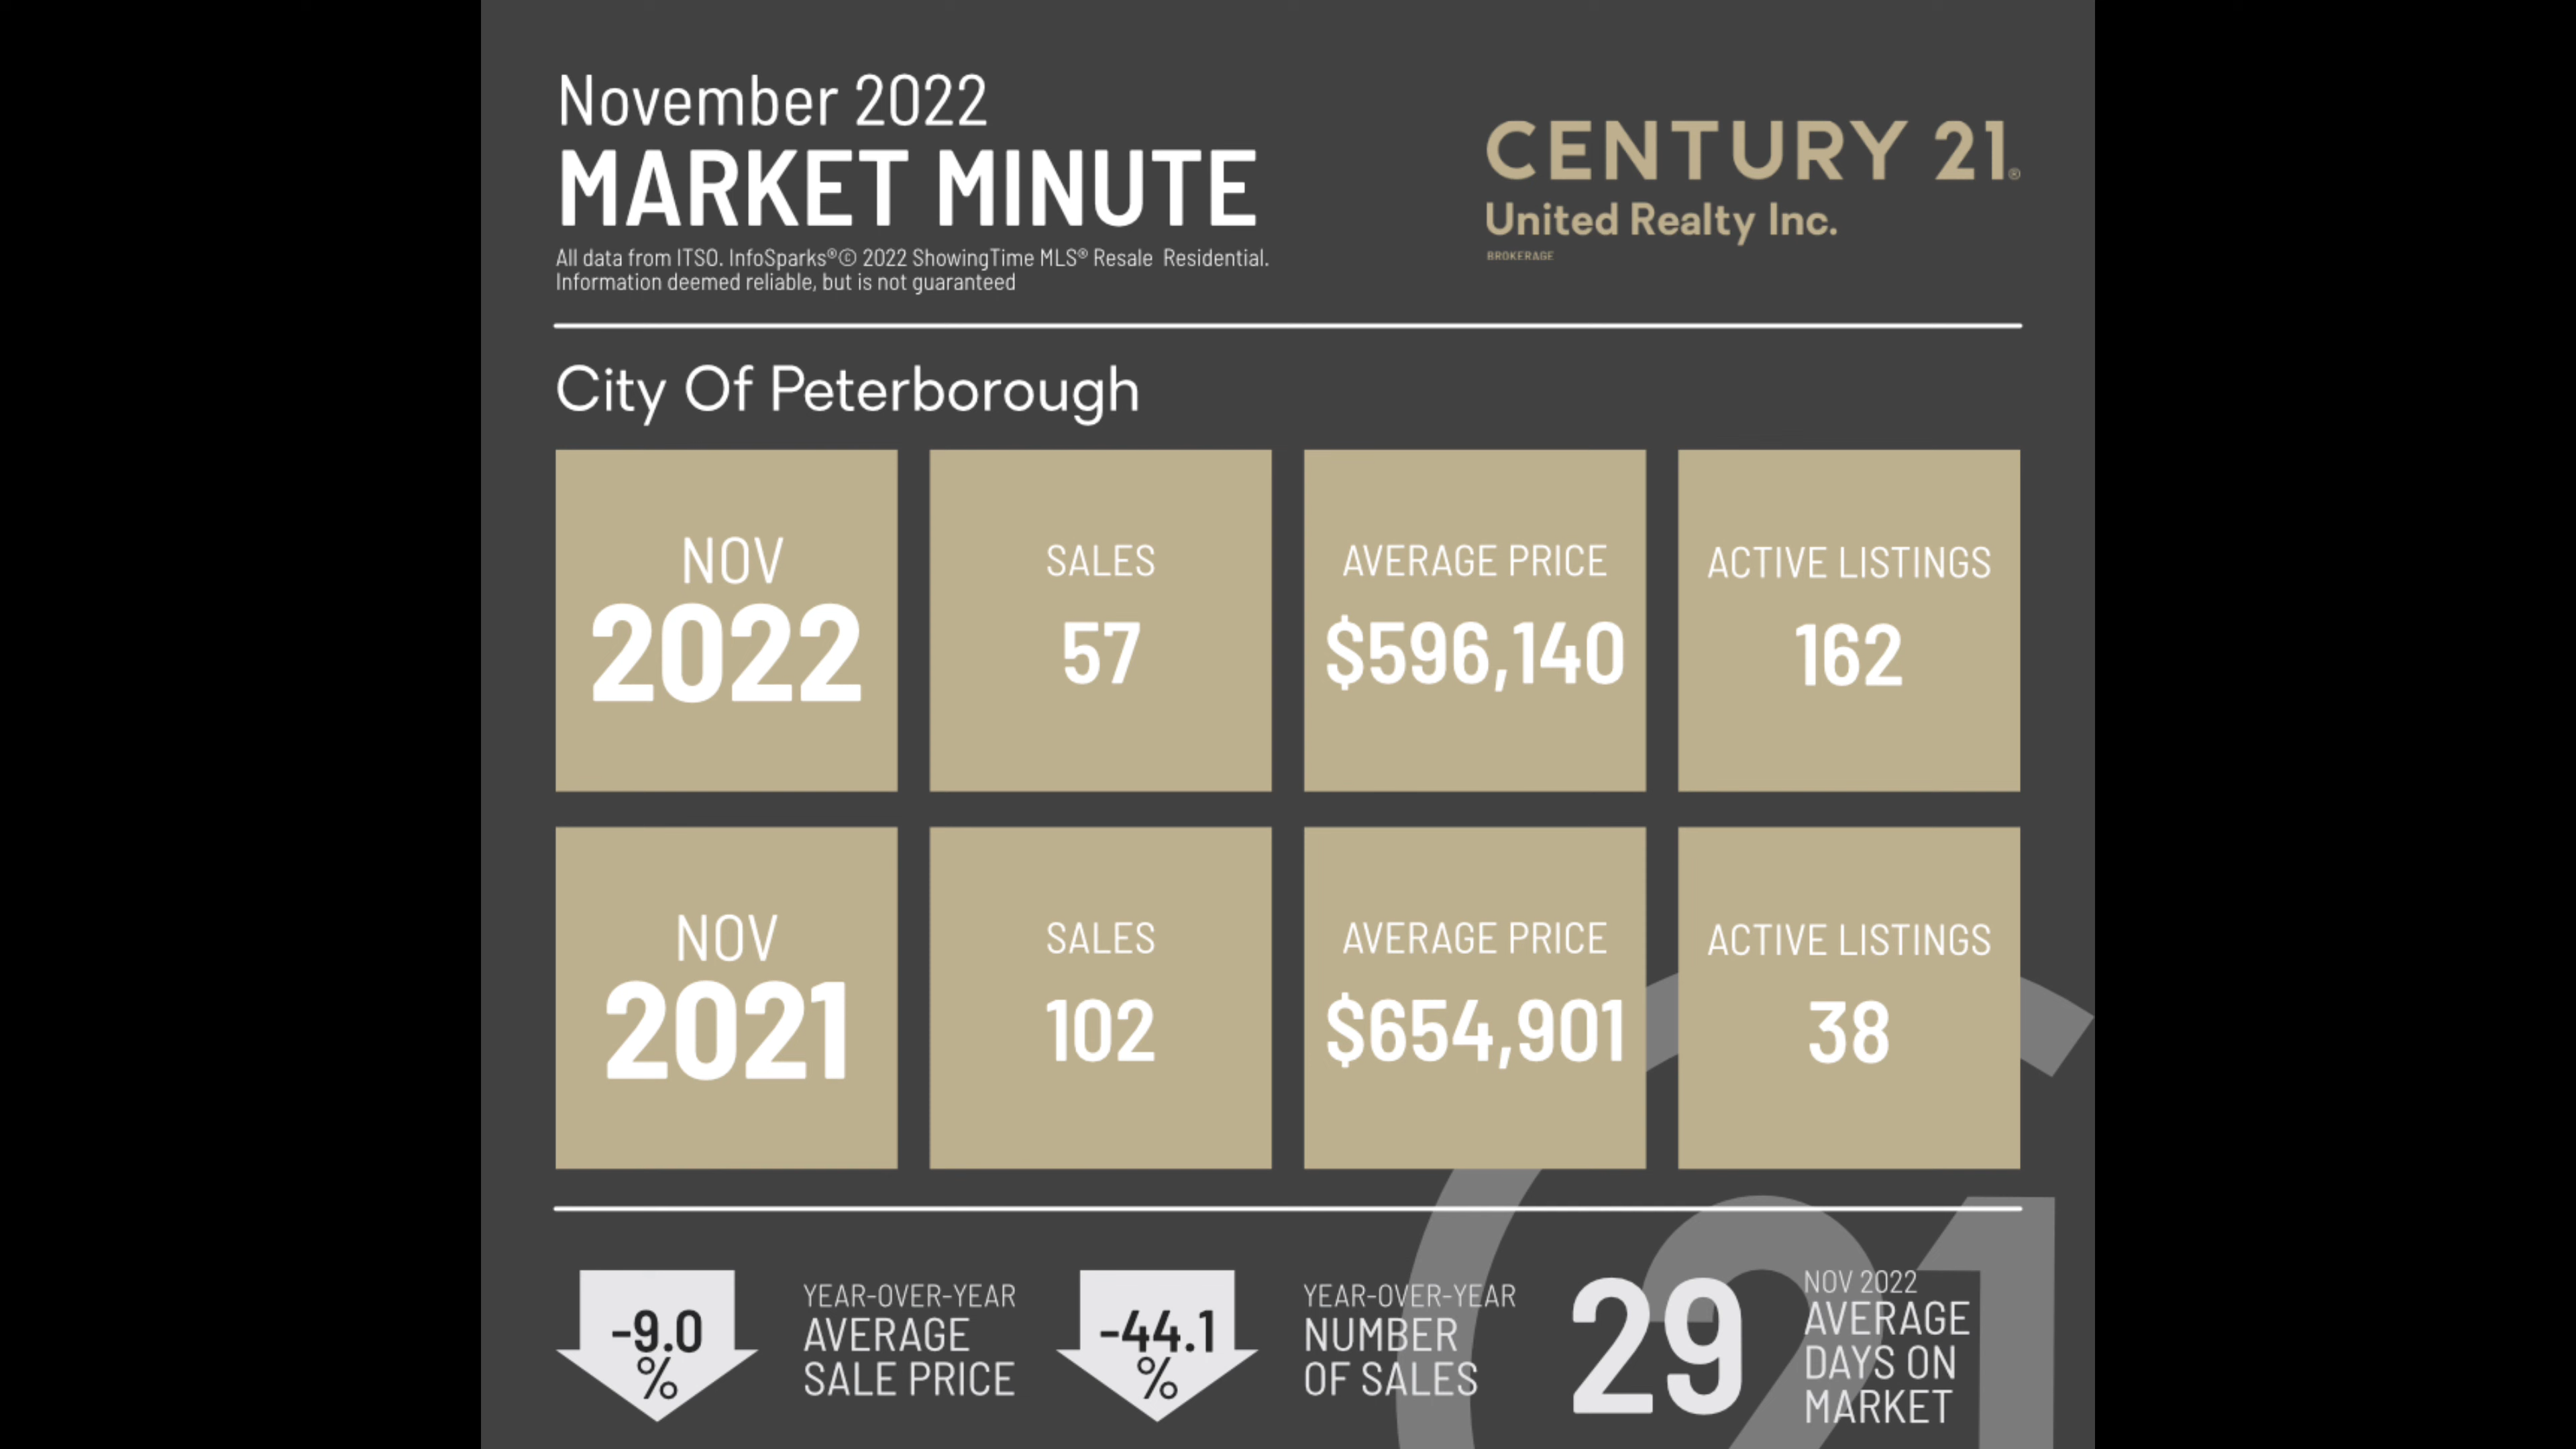 November 2022
MARKET MINUTE
All data from ITSO. InfoSparks®© 2022 ShowingTime MLS® Resale Residential.
Information deemed reliable, but is not guaranteed
CENTURY 21®
United Realty Inc.
BROKERAGE
City Of Peterborough
NOV
2022
SALES
57
AVERAGE PRICE
$596,140
ACTIVE LISTINGS
162
NOV
2021
SALES
102
AVERAGE PRICE
$654,901
ACTIVE LISTINGS
38
-9.0
%
YEAR-OVER-YEAR
AVERAGE
SALE PRICE
-44.1
%
YEAR-OVER-YEAR
NUMBER
OF SALES
29
NOV 2022
AVERAGE
DAYS ON
MARKET
21